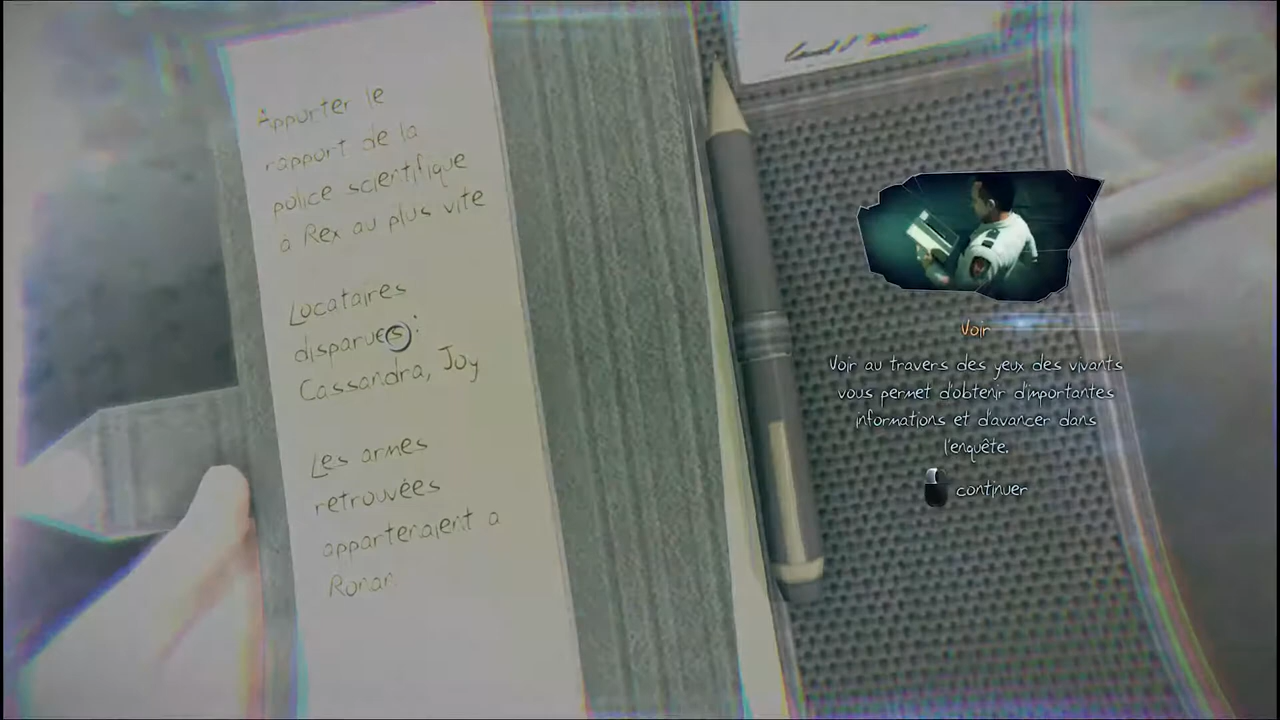 Apporter le
rapport de la
police scientifique
a Rex au plus vite
Locataires
disparues :
Cassandra, Joy
Les armes
retrouvées
appartenaient a
Ronan
Voir
Voir au travers des yeux des vivants
vous permet d'obtenir d'importantes
informations et d'avancer dans
l'enquête.
continuer